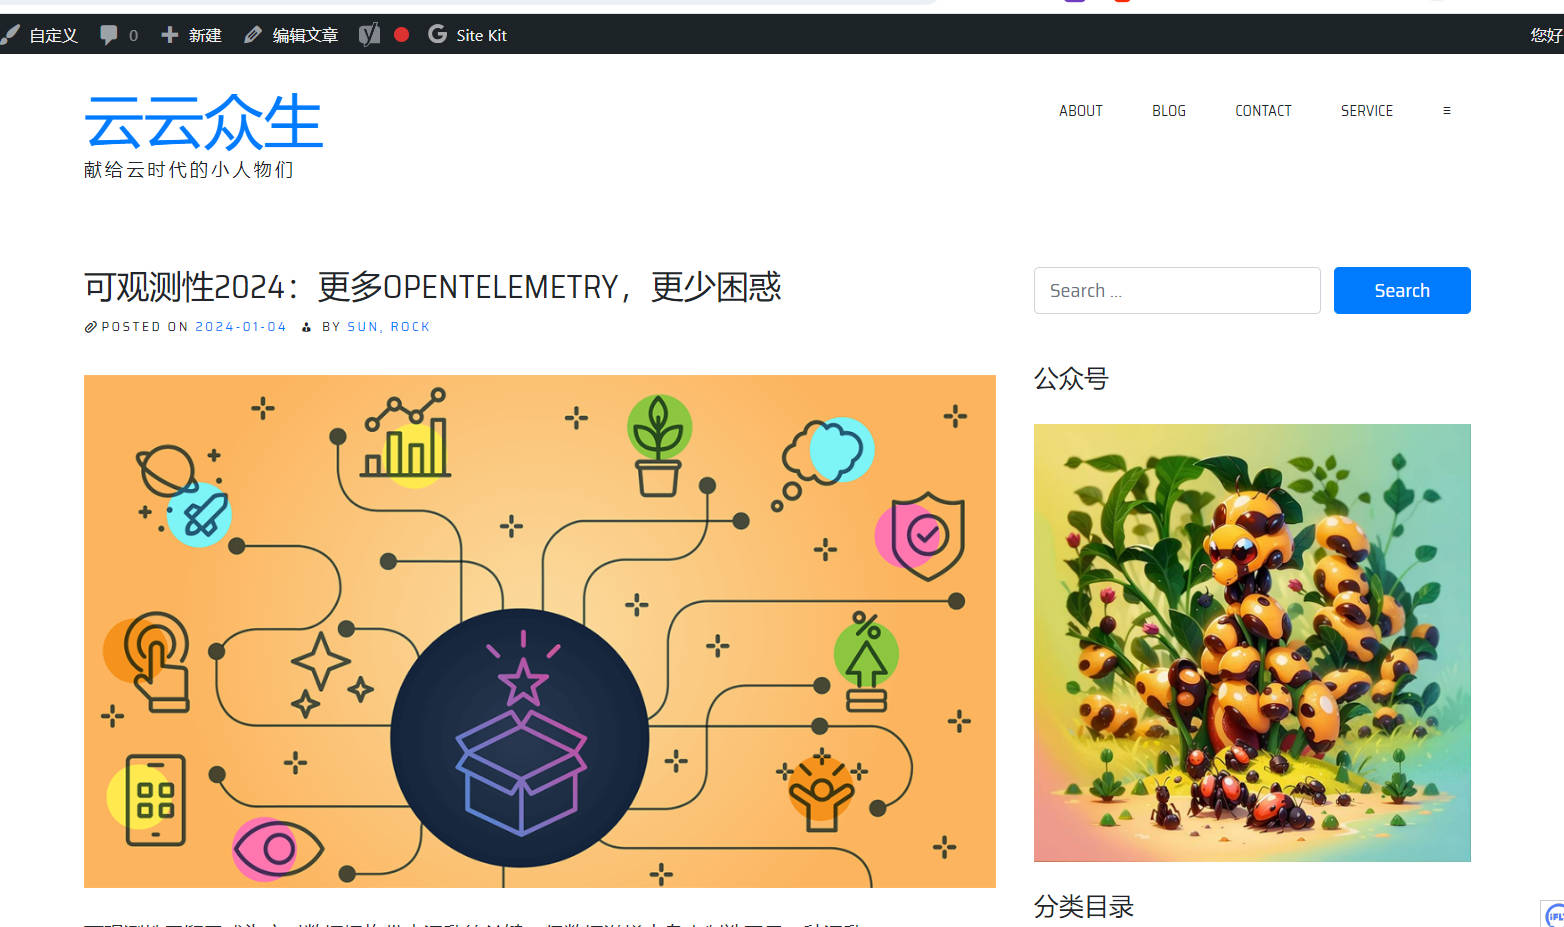 自定义 0 新建 编辑文章 Site Kit 您好
云云众生
献给云时代的小人物们
ABOUT BLOG CONTACT SERVICE ≡
可观测性2024：更多OPENTELEMETRY，更少困惑
POSTED ON 2024-01-04 BY SUN, ROCK
Search ...
Search
公众号
%
分类目录